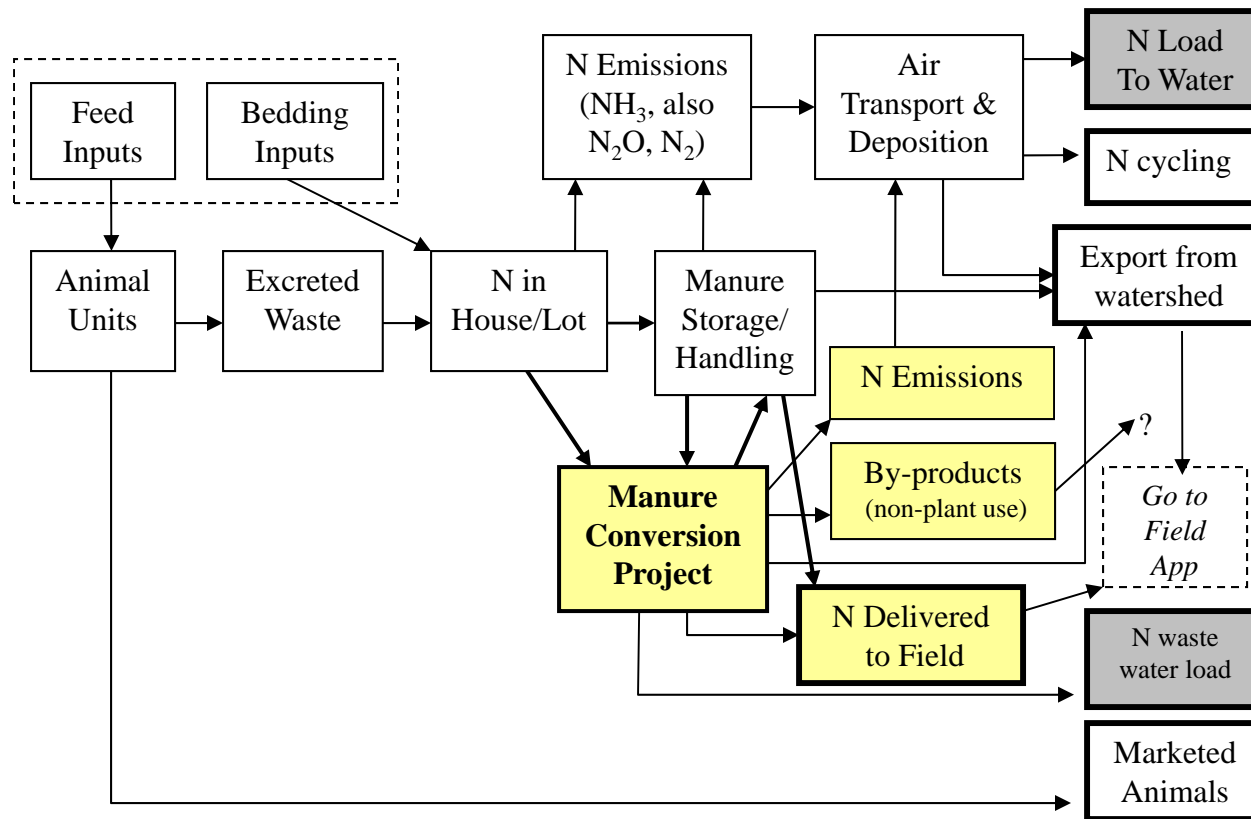 Feed
Inputs
Bedding
Inputs
N Emissions
(NH₃, also
N₂O, N₂)
Air
Transport &
Deposition
N Load
To Water
N cycling
Animal
Units
Excreted
Waste
N in
House/Lot
Manure
Storage/
Handling
Export from
watershed
N Emissions
By-products
(non-plant use)
?
Manure
Conversion
Project
Go to
Field
App
N Delivered
to Field
N waste
water load
Marketed
Animals